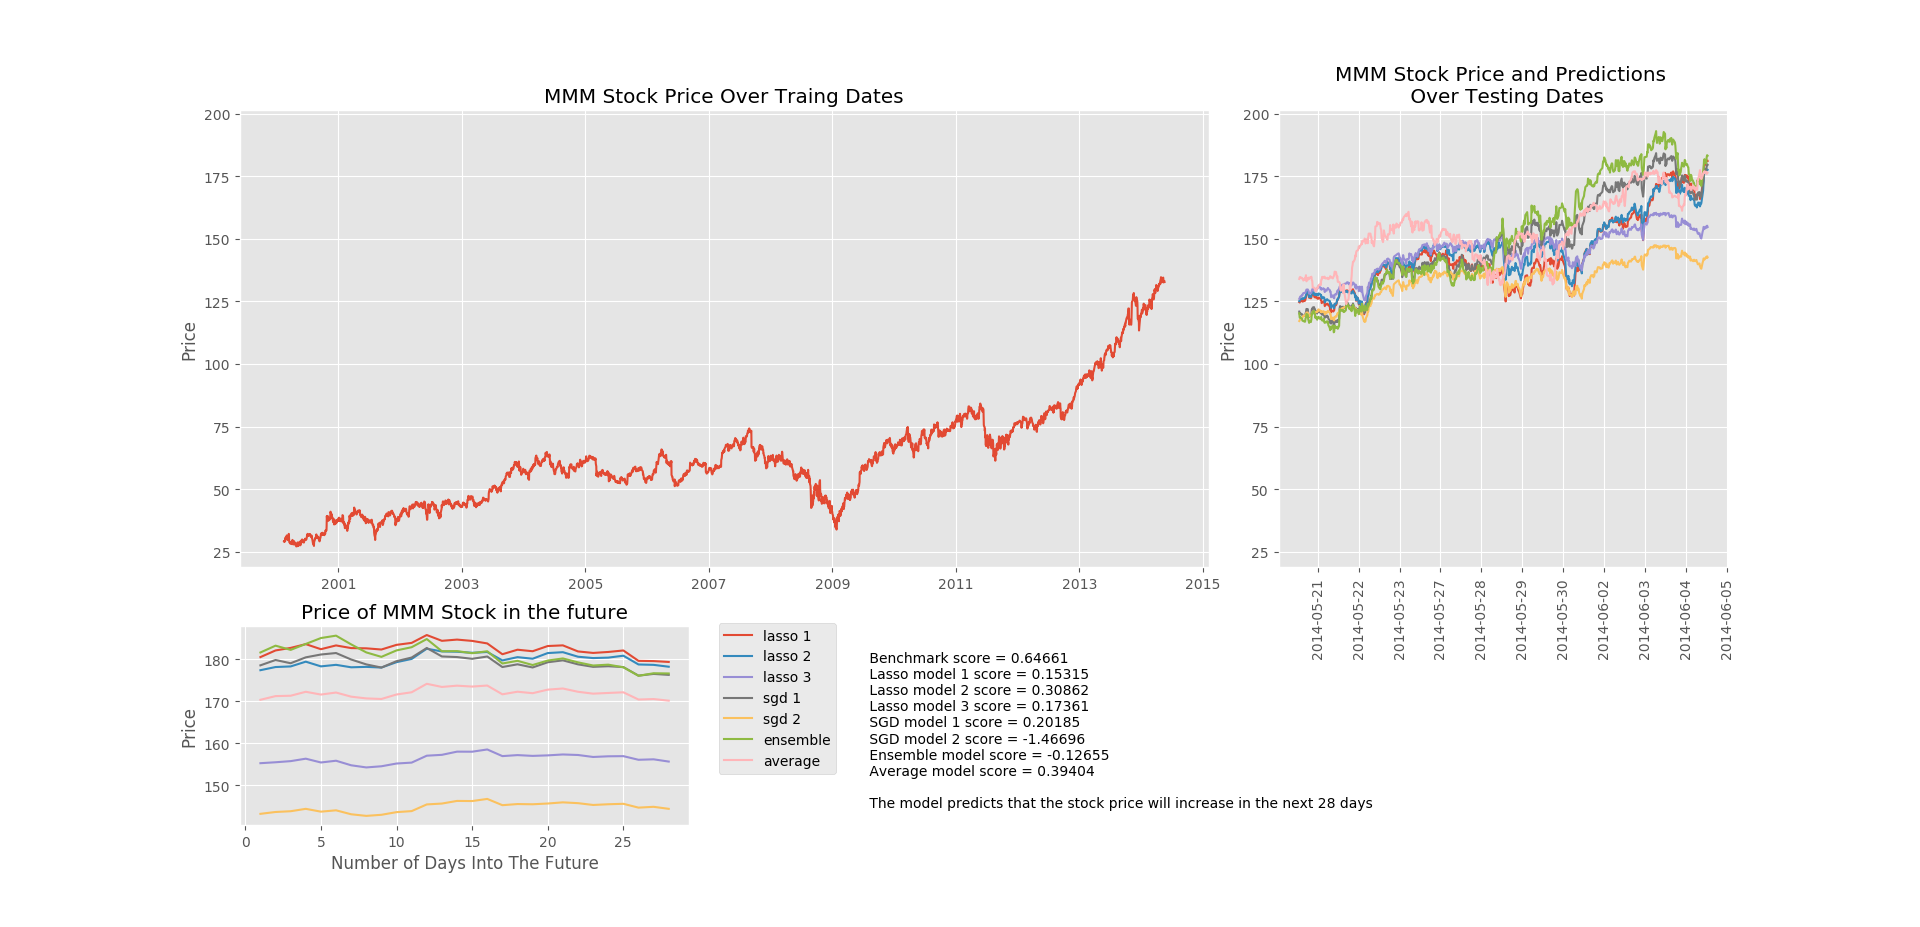 MMM Stock Price Over Traing Dates
200
175
150
125
100
75
50
25
Price
2001
2003
2005
2007
2009
2011
2013
2015
MMM Stock Price and Predictions
Over Testing Dates
200
175
150
125
100
75
50
25
Price
2014-05-21
2014-05-22
2014-05-23
2014-05-27
2014-05-28
2014-05-29
2014-05-30
2014-06-02
2014-06-03
2014-06-04
2014-06-05
Price of MMM Stock in the future
180
170
160
150
Price
0
5
10
15
20
25
Number of Days Into The Future
lasso 1
lasso 2
lasso 3
sgd 1
sgd 2
ensemble
average
Benchmark score = 0.64661
Lasso model 1 score = 0.15315
Lasso model 2 score = 0.30862
Lasso model 3 score = 0.17361
SGD model 1 score = 0.20185
SGD model 2 score = -1.46696
Ensemble model score = -0.12655
Average model score = 0.39404
The model predicts that the stock price will increase in the next 28 days